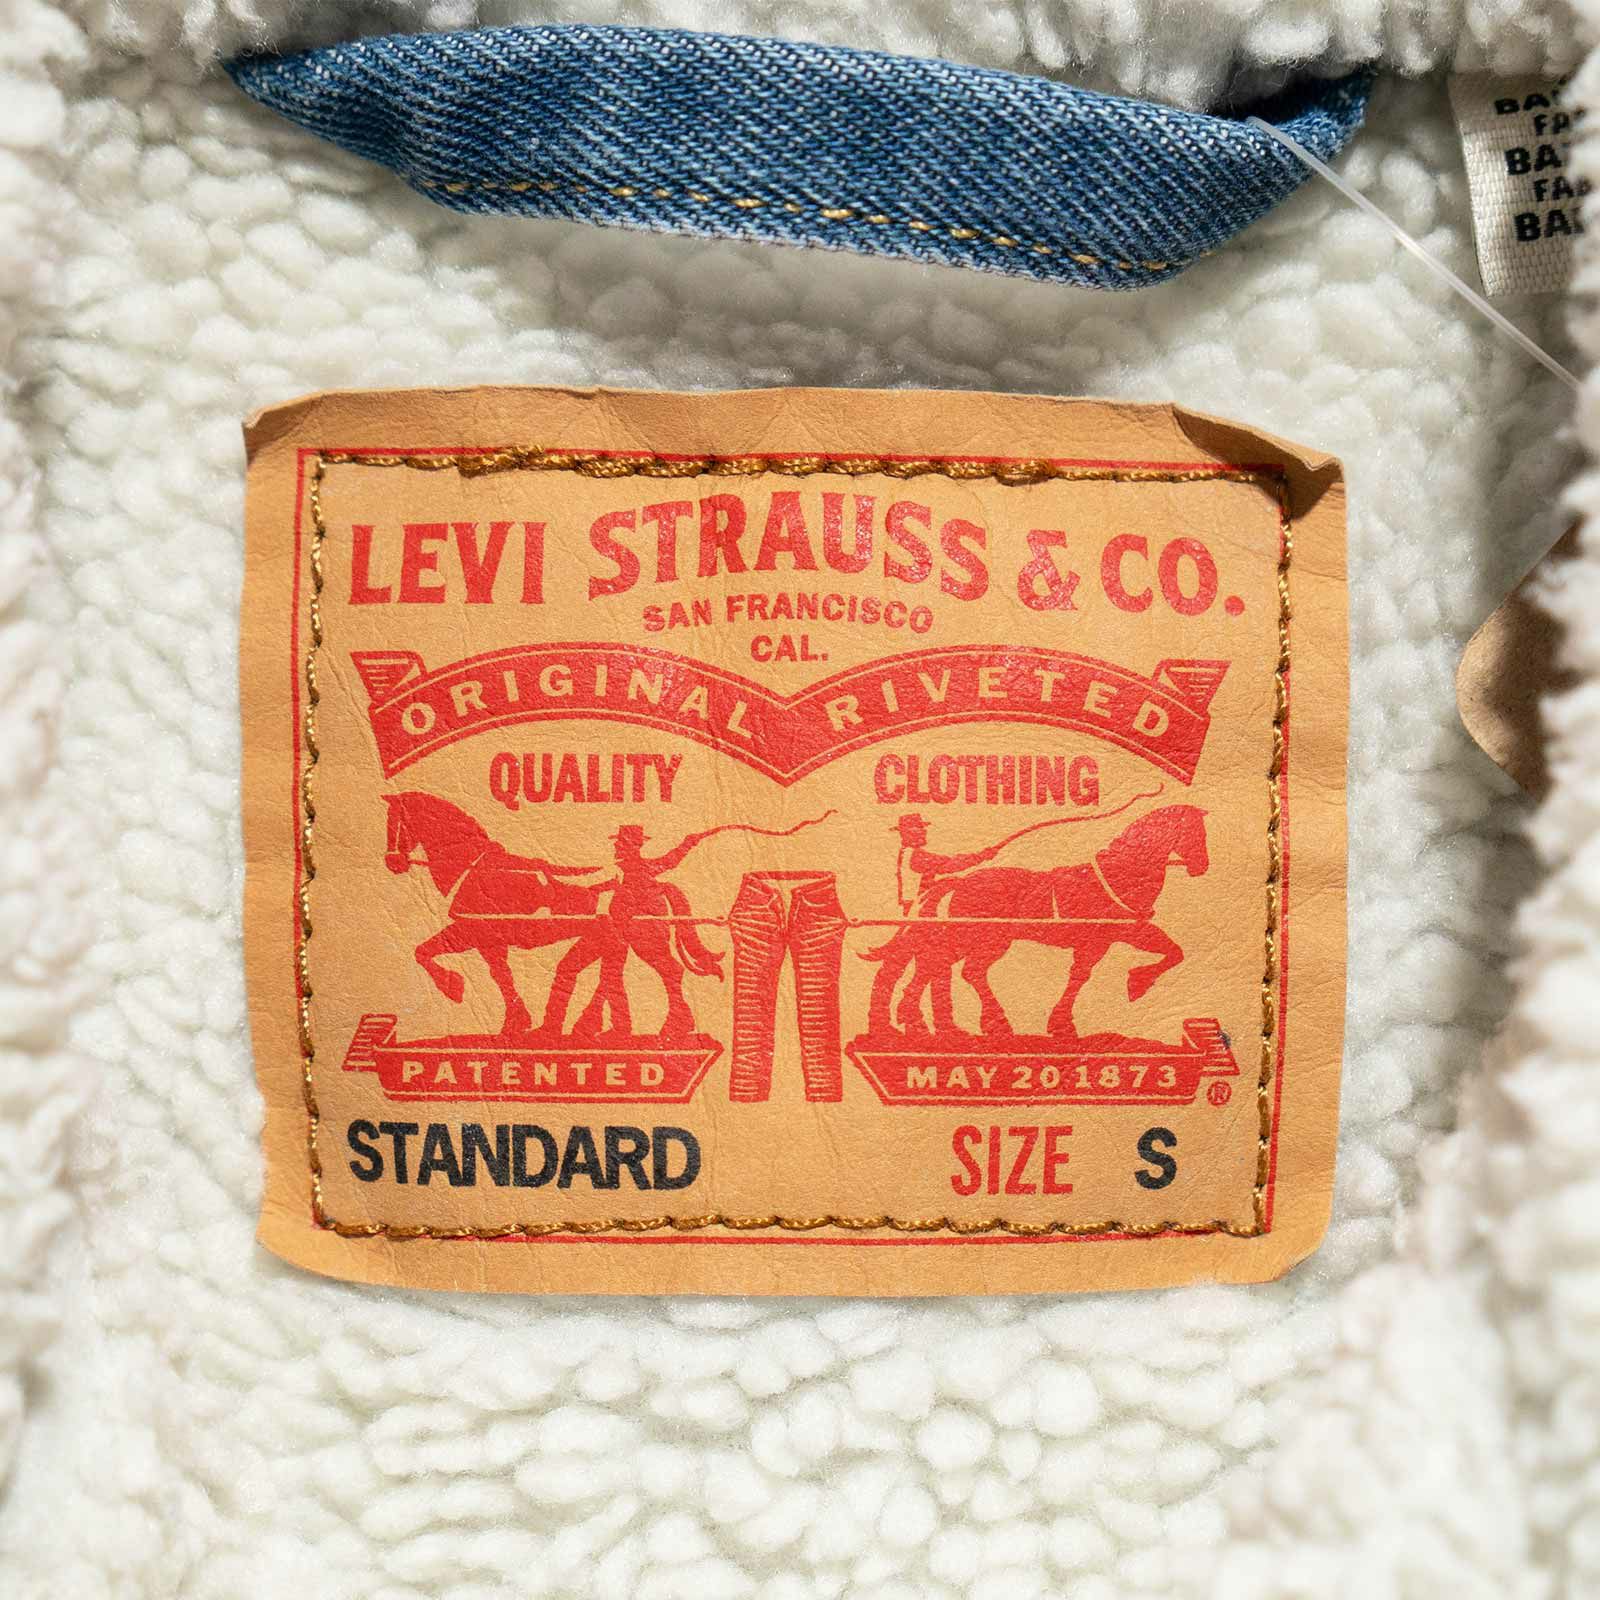 LEVI STRAUSS & CO.
SAN FRANCISCO
CAL.
ORIGINAL RIVETED
QUALITY CLOTHING
PATENTED MAY 20 1873 ®
STANDARD SIZE S